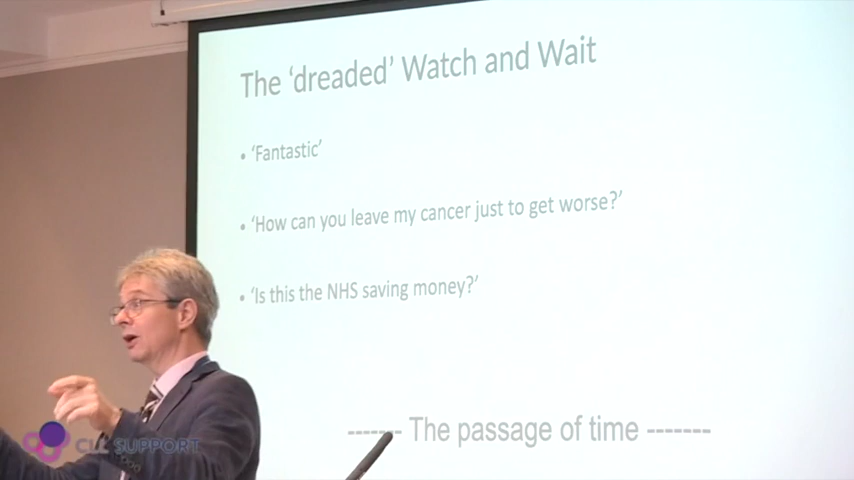 The 'dreaded' Watch and Wait
• 'Fantastic'
• 'How can you leave my cancer just to get worse?'
• 'Is this the NHS saving money?'
------- The passage of time -------
CLL SUPPORT